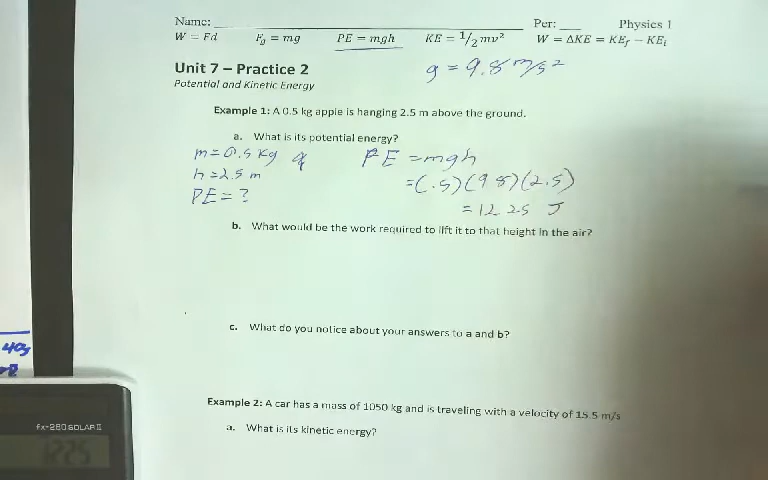 Name: Per: Physics 1
W = Fd Fg = mg PE = mgh KE = 1/2 mv² W = ΔKE = KEf − KEi
Unit 7 – Practice 2 g = 9.8 m/s²
Potential and Kinetic Energy
Example 1: A 0.5 kg apple is hanging 2.5 m above the ground.
a. What is its potential energy?
m = 0.5 kg PE = mgh
h = 2.5 m = (.5)(9.8)(2.5)
PE = ? = 12.25 J
b. What would be the work required to lift it to that height in the air?
c. What do you notice about your answers to a and b?
Example 2: A car has a mass of 1050 kg and is traveling with a velocity of 15.5 m/s
a. What is its kinetic energy?
fx-260 SOLAR II